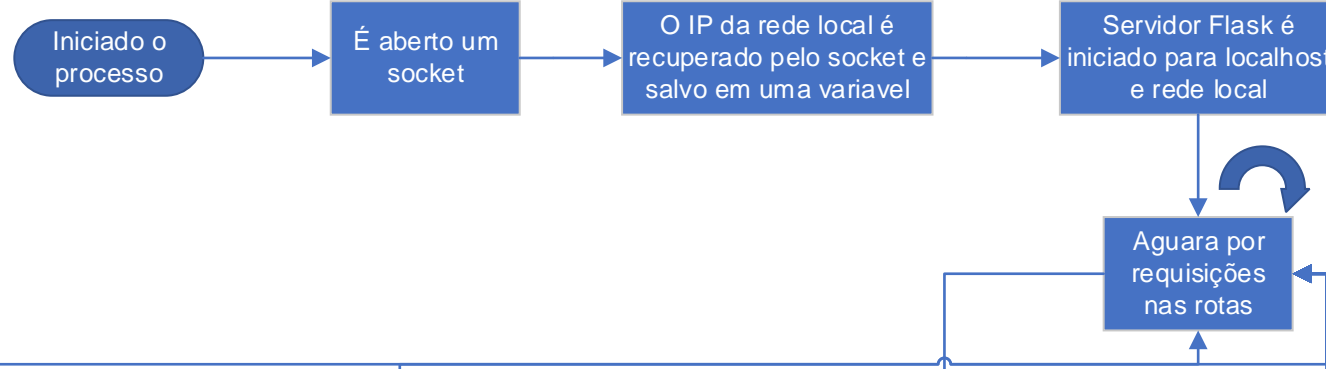 Iniciado o
processo
É aberto um
socket
O IP da rede local é
recuperado pelo socket e
salvo em uma variavel
Servidor Flask é
iniciado para localhost
e rede local
Aguara por
requisições
nas rotas